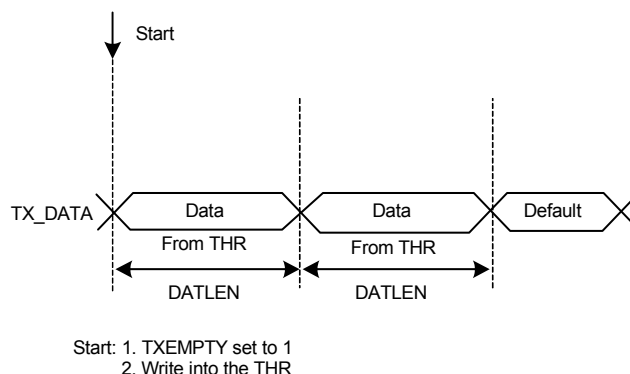 Start
TX_DATA
Data
Data
Default
From THR
From THR
DATLEN
DATLEN
Start: 1. TXEMPTY set to 1
2. Write into the THR